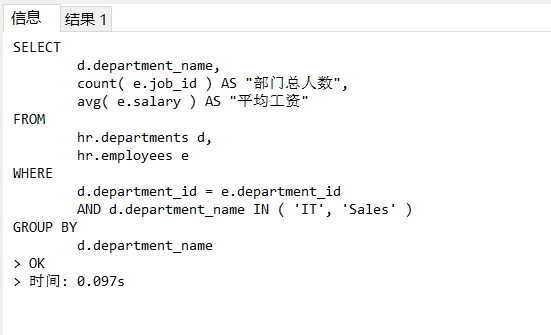 信息 结果 1
SELECT
d.department_name,
count( e.job_id ) AS "部门总人数",
avg( e.salary ) AS "平均工资"
FROM
hr.departments d,
hr.employees e
WHERE
d.department_id = e.department_id
AND d.department_name IN ( 'IT', 'Sales' )
GROUP BY
d.department_name
> OK
> 时间: 0.097s